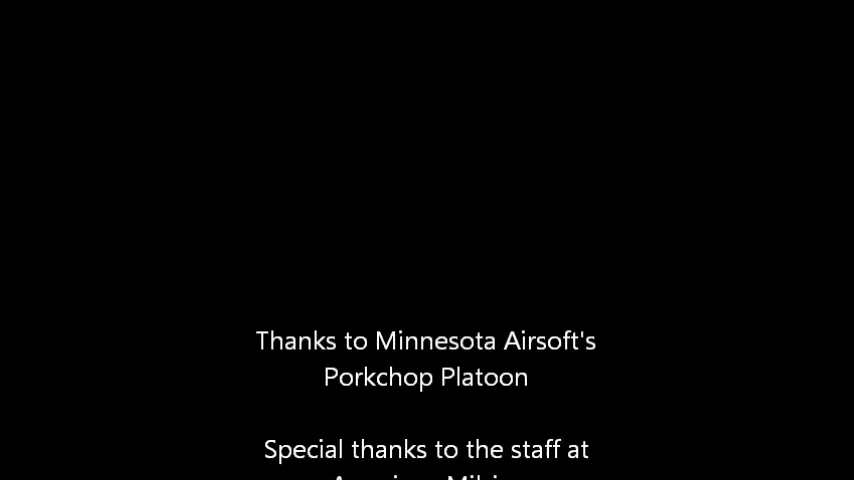 Thanks to Minnesota Airsoft's
Porkchop Platoon
Special thanks to the staff at